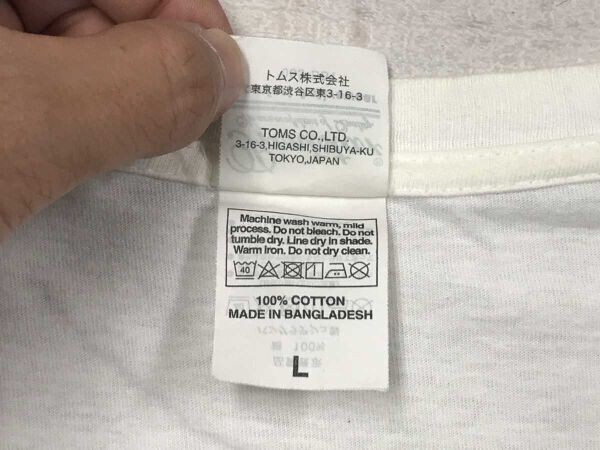 トムス株式会社
東京都渋谷区東3-16-3
TOMS CO.,LTD.
3-16-3,HIGASHI,SHIBUYA-KU
TOKYO,JAPAN
Machine wash warm, mild
process. Do not bleach. Do not
tumble dry. Line dry in shade.
Warm iron. Do not dry clean.
40
100% COTTON
MADE IN BANGLADESH
L